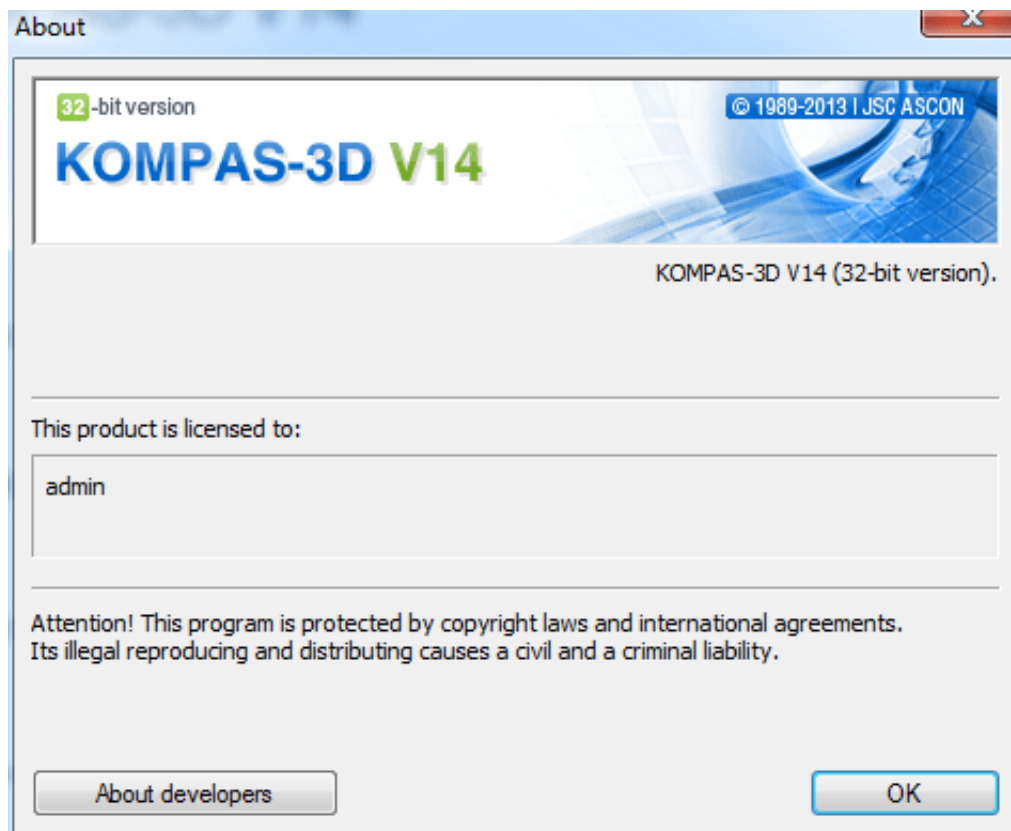 About
32-bit version
© 1989-2013 I JSC ASCON
KOMPAS-3D V14
KOMPAS-3D V14 (32-bit version).
This product is licensed to:
admin
Attention! This program is protected by copyright laws and international agreements.
Its illegal reproducing and distributing causes a civil and a criminal liability.
About developers
OK